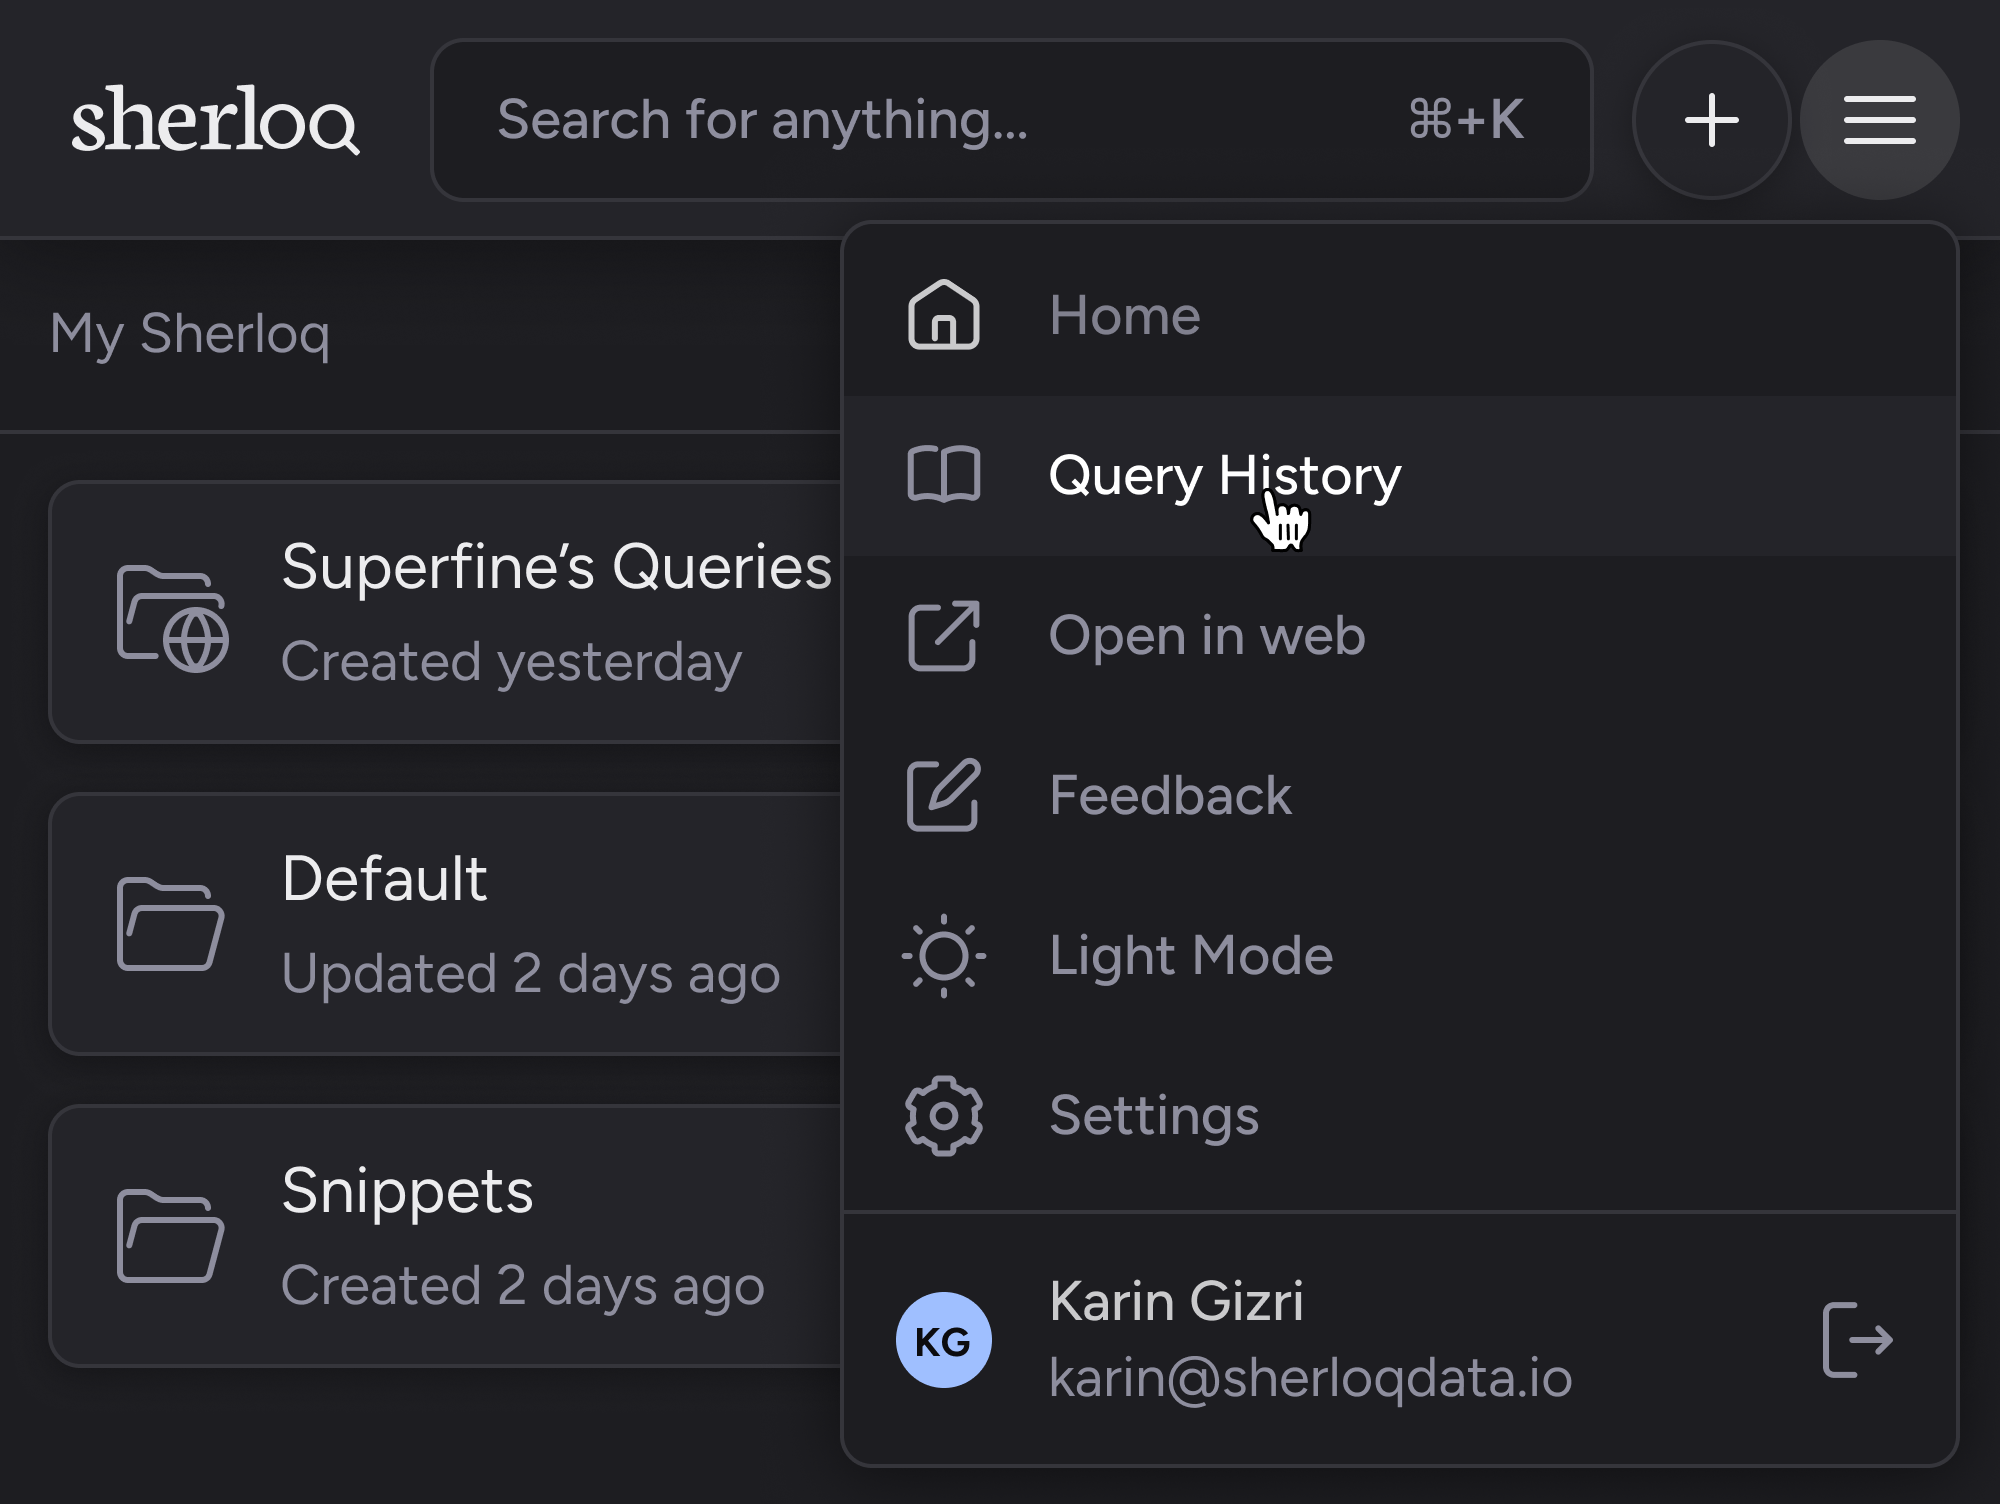 sherloq
Search for anything...
⌘+K
My Sherloq
Superfine’s Queries
Created yesterday
Default
Updated 2 days ago
Snippets
Created 2 days ago
Home
Query History
Open in web
Feedback
Light Mode
Settings
KG
Karin Gizri
karin@sherloqdata.io